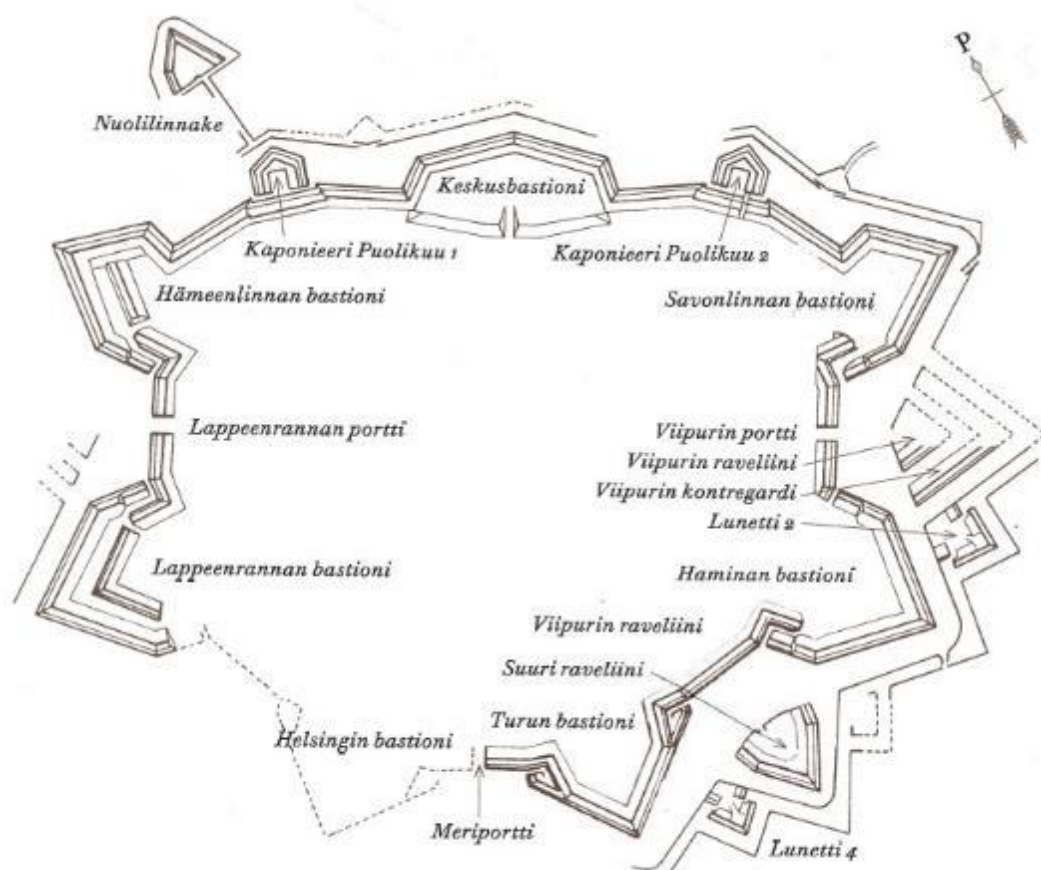 P
Nuolilinnake
Keskusbastioni
Kaponieeri Puolikuu 1
Kaponieeri Puolikuu 2
Hämeenlinnan bastioni
Savonlinnan bastioni
Lappeenrannan portti
Viipurin portti
Viipurin raveliini
Viipurin kontregardi
Lunetti 2
Lappeenrannan bastioni
Haminan bastioni
Viipurin raveliini
Suuri raveliini
Turun bastioni
Helsingin bastioni
Meriportti
Lunetti 4